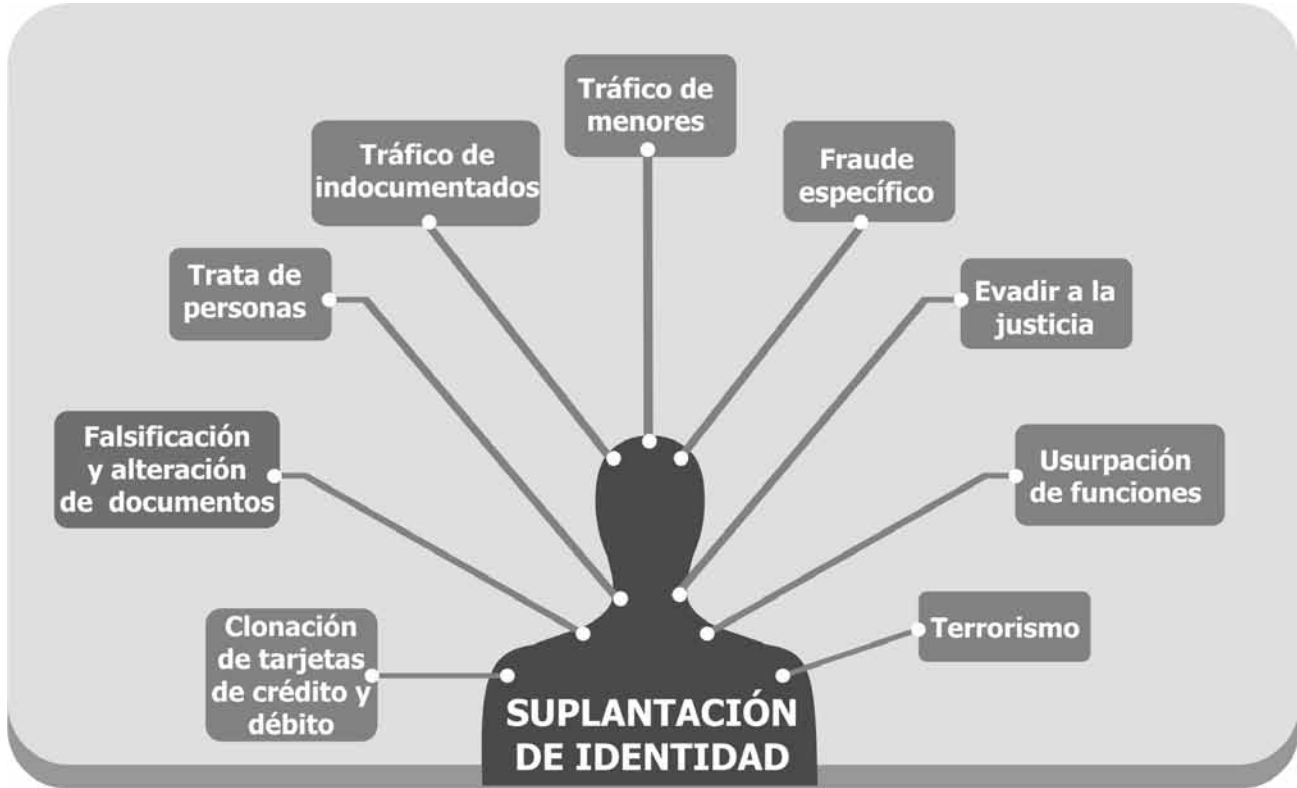 Tráfico de
menores
Tráfico de
indocumentados
Fraude
específico
Trata de
personas
Evadir a la
justicia
Falsificación
y alteración
de documentos
Usurpación
de funciones
Clonación
de tarjetas
de crédito y
débito
Terrorismo
SUPLANTACIÓN
DE IDENTIDAD